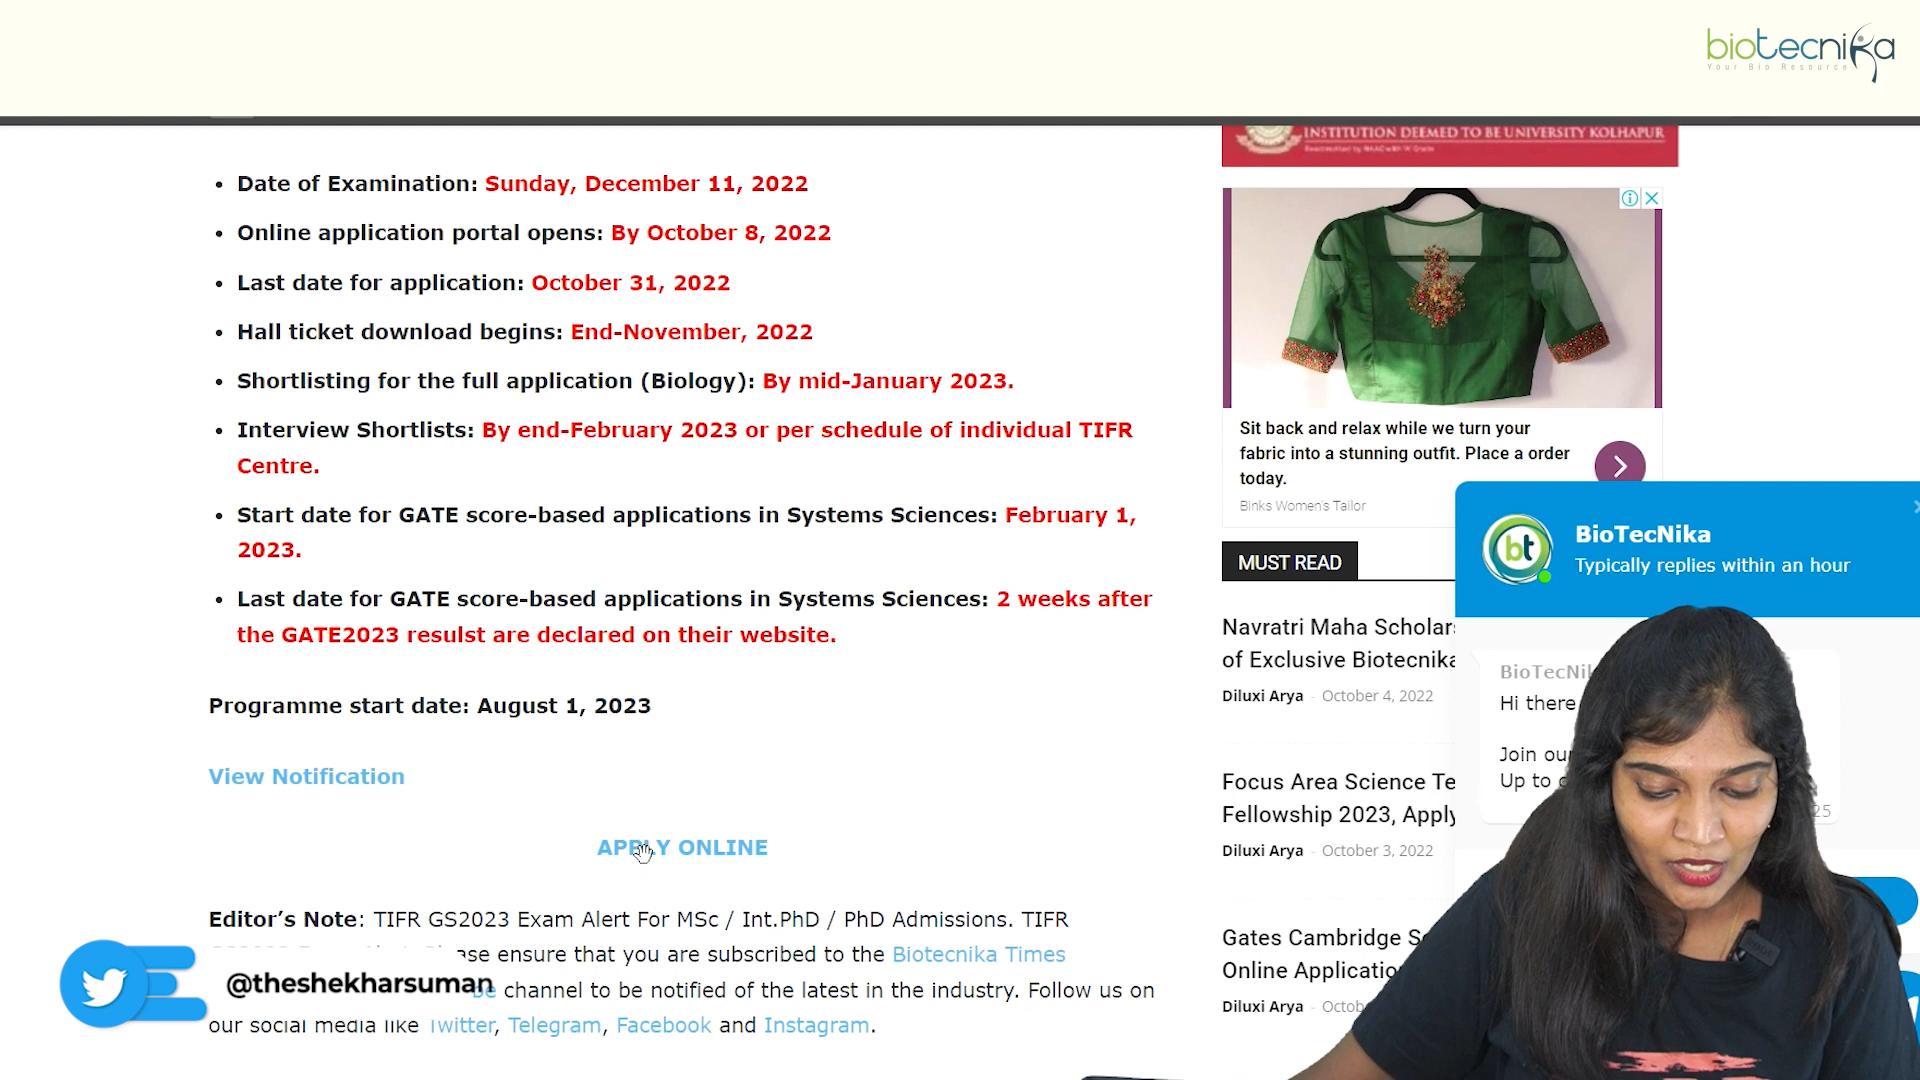 biotecnika
Your Bio Resource
INSTITUTION DEEMED TO BE UNIVERSITY KOLHAPUR
• Date of Examination: Sunday, December 11, 2022
• Online application portal opens: By October 8, 2022
• Last date for application: October 31, 2022
• Hall ticket download begins: End-November, 2022
• Shortlisting for the full application (Biology): By mid-January 2023.
• Interview Shortlists: By end-February 2023 or per schedule of individual TIFR
Centre.
• Start date for GATE score-based applications in Systems Sciences: February 1,
2023.
• Last date for GATE score-based applications in Systems Sciences: 2 weeks after
the GATE2023 resulst are declared on their website.
Programme start date: August 1, 2023
View Notification
APPLY ONLINE
Editor’s Note: TIFR GS2023 Exam Alert For MSc / Int.PhD / PhD Admissions. TIFR
ensure that you are subscribed to the Biotecnika Times
channel to be notified of the latest in the industry. Follow us on
our social media like Twitter, Telegram, Facebook and Instagram.
@theshekharsuman
Sit back and relax while we turn your
fabric into a stunning outfit. Place a order
today.
Binks Women's Tailor
MUST READ
Navratri Maha
of Exclusive Biotecnika
Diluxi Arya - October 4, 2022
Focus Area Science
Fellowship 2023, Apply
Diluxi Arya - October 3, 2022
Gates Cambridge
Online
Diluxi Arya -
bt
BioTecNika
Typically replies within an hour
Hi there
Join
Up to
25